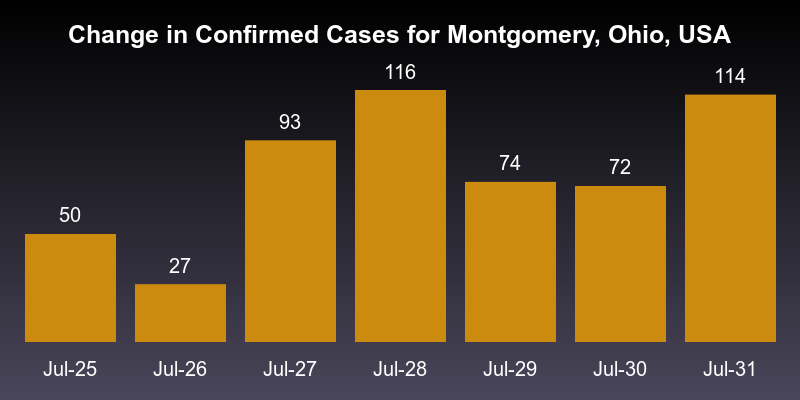 Change in Confirmed Cases for Montgomery, Ohio, USA
50
27
93
116
74
72
114
Jul-25
Jul-26
Jul-27
Jul-28
Jul-29
Jul-30
Jul-31